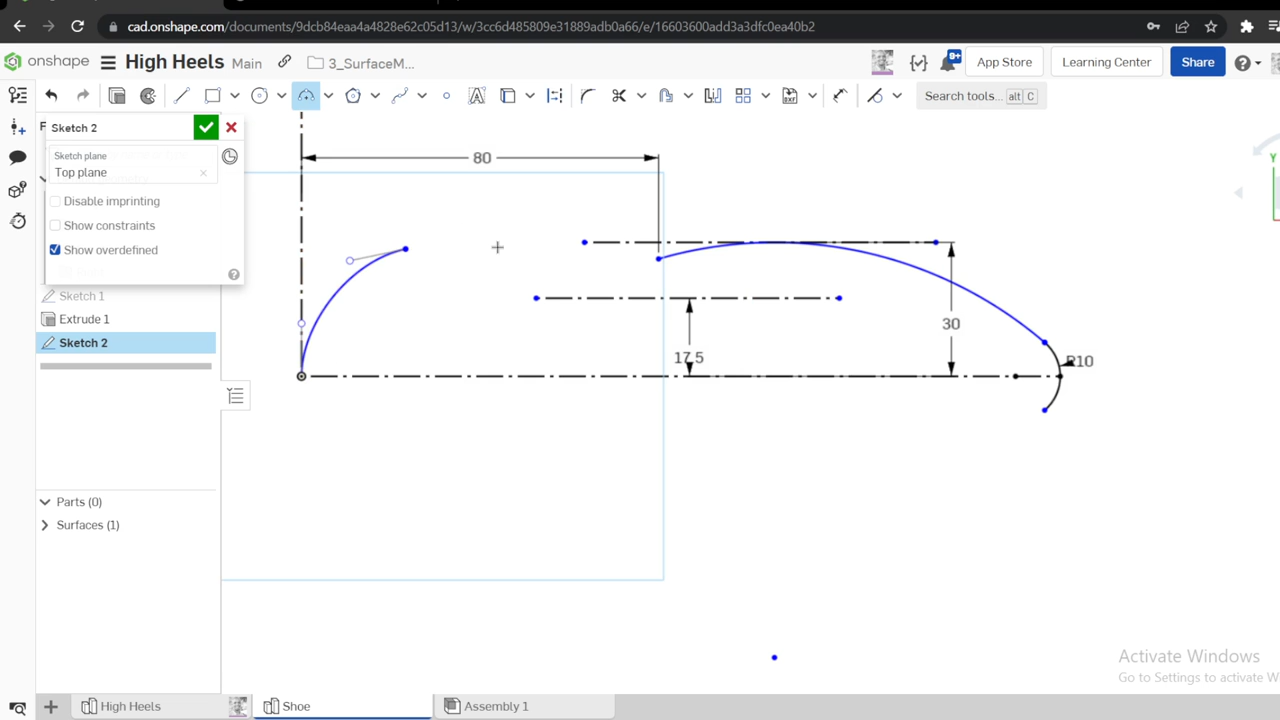 cad.onshape.com/documents/9dcb84eaa4a4828e62c05d13/w/3cc6d485809e31889adb0a66/e/16603600add3a3dfc0ea40b2
onshape High Heels Main 3_SurfaceM... App Store Learning Center Share
Search tools... alt C
Sketch 2
Sketch plane
Top plane
Disable imprinting
Show constraints
Show overdefined
Sketch 1
Extrude 1
Sketch 2
Parts (0)
Surfaces (1)
80
30
17.5
R10
Y
Activate Windows
Go to Settings to activate W
High Heels Shoe Assembly 1